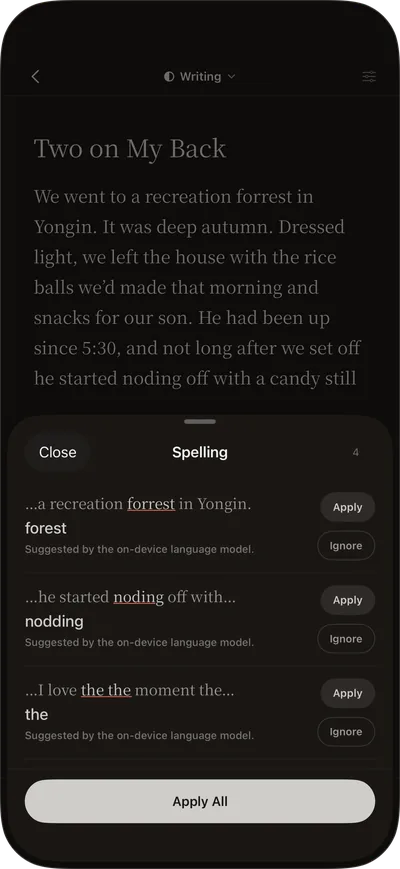 Writing
Two on My Back
We went to a recreation forrest in
Yongin. It was deep autumn. Dressed
light, we left the house with the rice
balls we’d made that morning and
snacks for our son. He had been up
since 5:30, and not long after we set off
he started noding off with a candy still
Close
Spelling
4
...a recreation forrest in Yongin.
forest
Suggested by the on-device language model.
Apply
Ignore
...he started noding off with...
nodding
Suggested by the on-device language model.
Apply
Ignore
...I love the the moment the...
the
Suggested by the on-device language model.
Apply
Ignore
Apply All